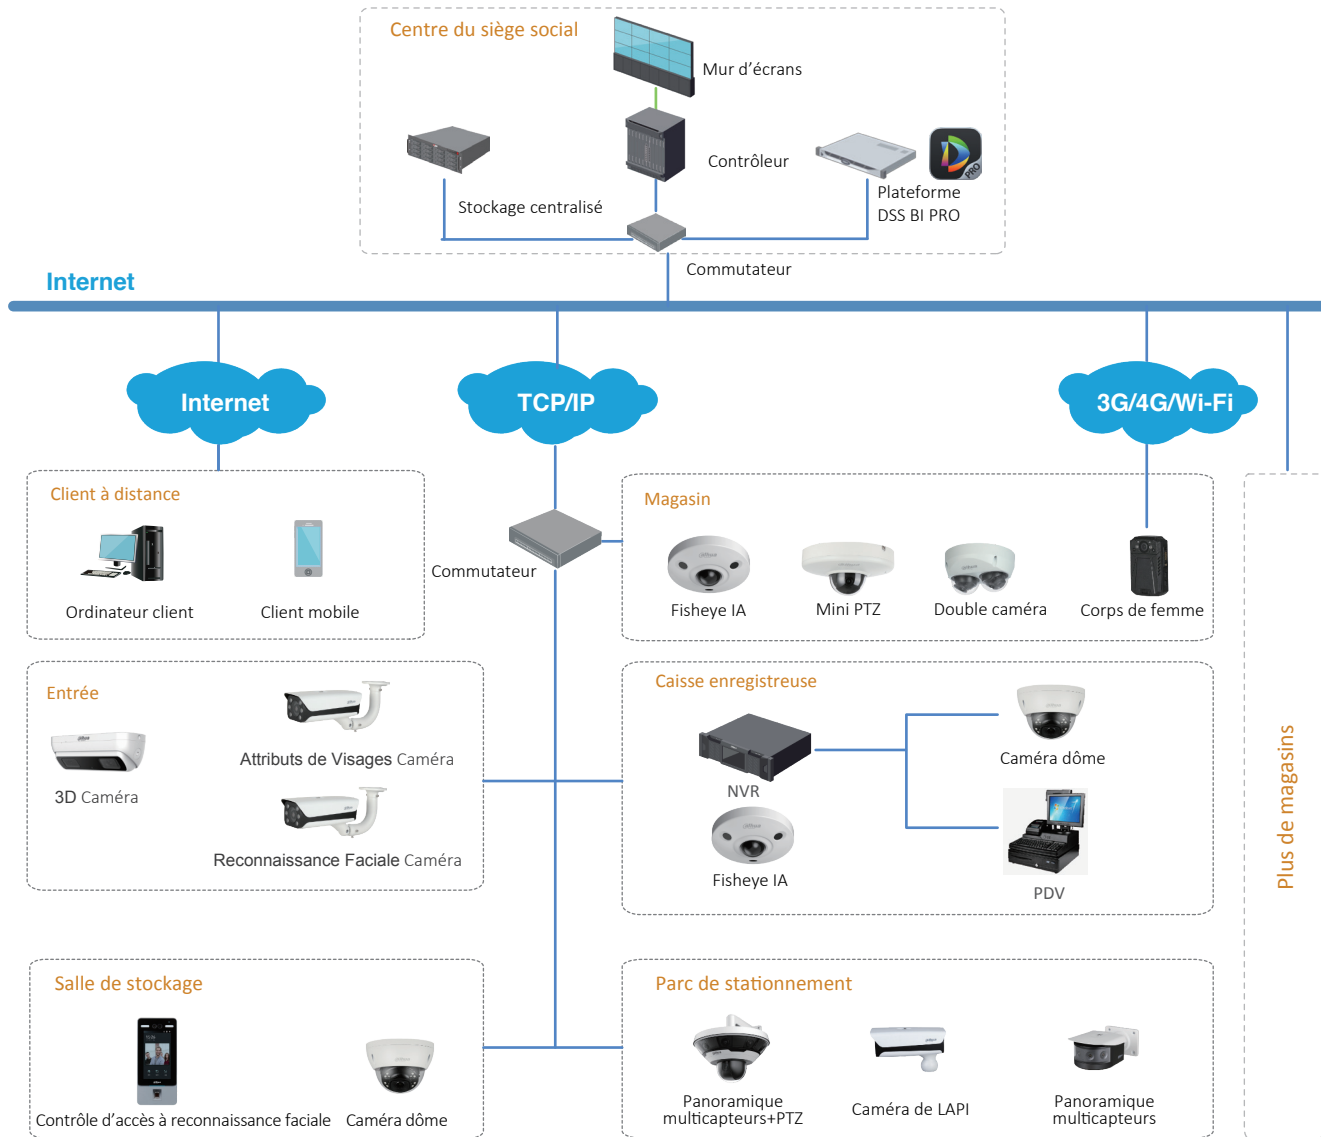 Centre du siège social
Mur d'écrans
Contrôleur
Stockage centralisé
Plateforme
DSS BI PRO
PRO
Commutateur
Internet
Internet
TCP/IP
3G/4G/Wi-Fi
Client à distance
Ordinateur client
Client mobile
Commutateur
Magasin
Fisheye IA
Mini PTZ
Double caméra
Corps de femme
Entrée
3D Caméra
Attributs de Visages Caméra
Reconnaissance Faciale Caméra
Caisse enregistreuse
NVR
Caméra dôme
Fisheye IA
PDV
Plus de magasins
Salle de stockage
Contrôle d'accès à reconnaissance faciale
Caméra dôme
Parc de stationnement
Panoramique
multicapteurs+PTZ
Caméra de LAPI
Panoramique
multicapteurs